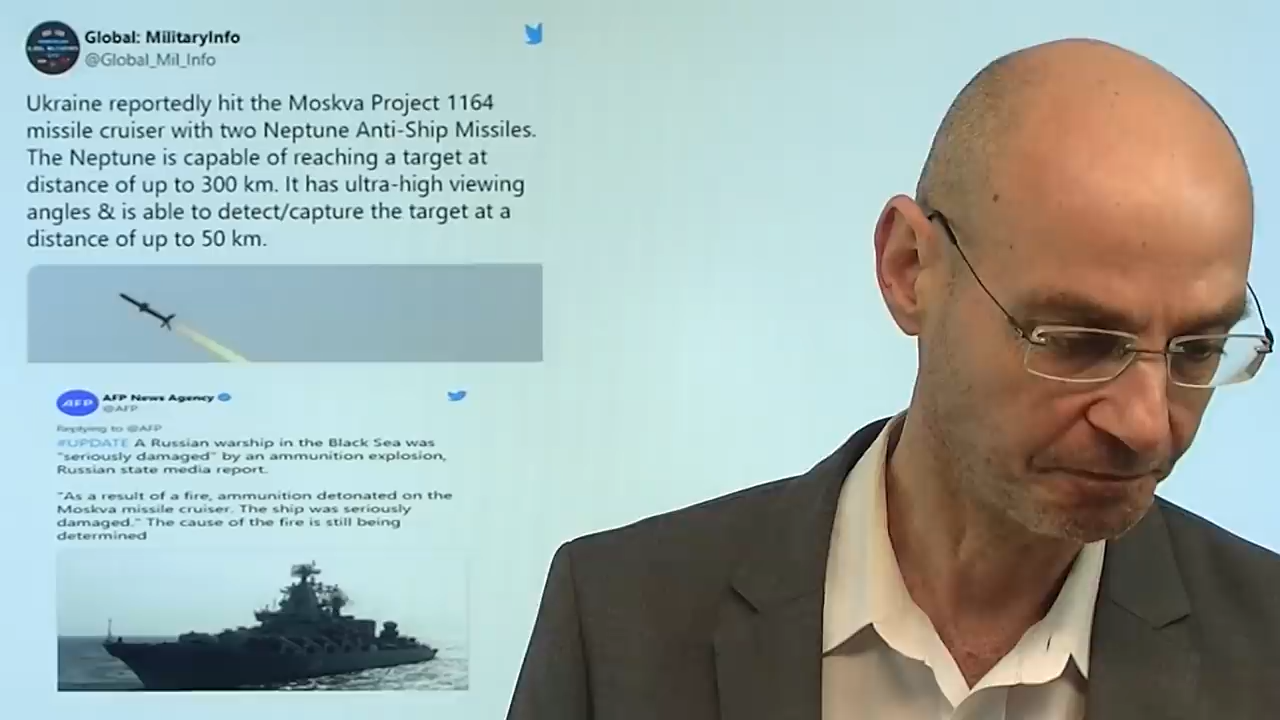 Global: MilitaryInfo
@Global_Mil_Info
Ukraine reportedly hit the Moskva Project 1164
missile cruiser with two Neptune Anti-Ship Missiles.
The Neptune is capable of reaching a target at
distance of up to 300 km. It has ultra-high viewing
angles & is able to detect/capture the target at a
distance of up to 50 km.
AFP
AFP News Agency
@AFP
Replying to @AFP
#UPDATE A Russian warship in the Black Sea was
"seriously damaged" by an ammunition explosion,
Russian state media report.
"As a result of a fire, ammunition detonated on the
Moskva missile cruiser. The ship was seriously
damaged." The cause of the fire is still being
determined